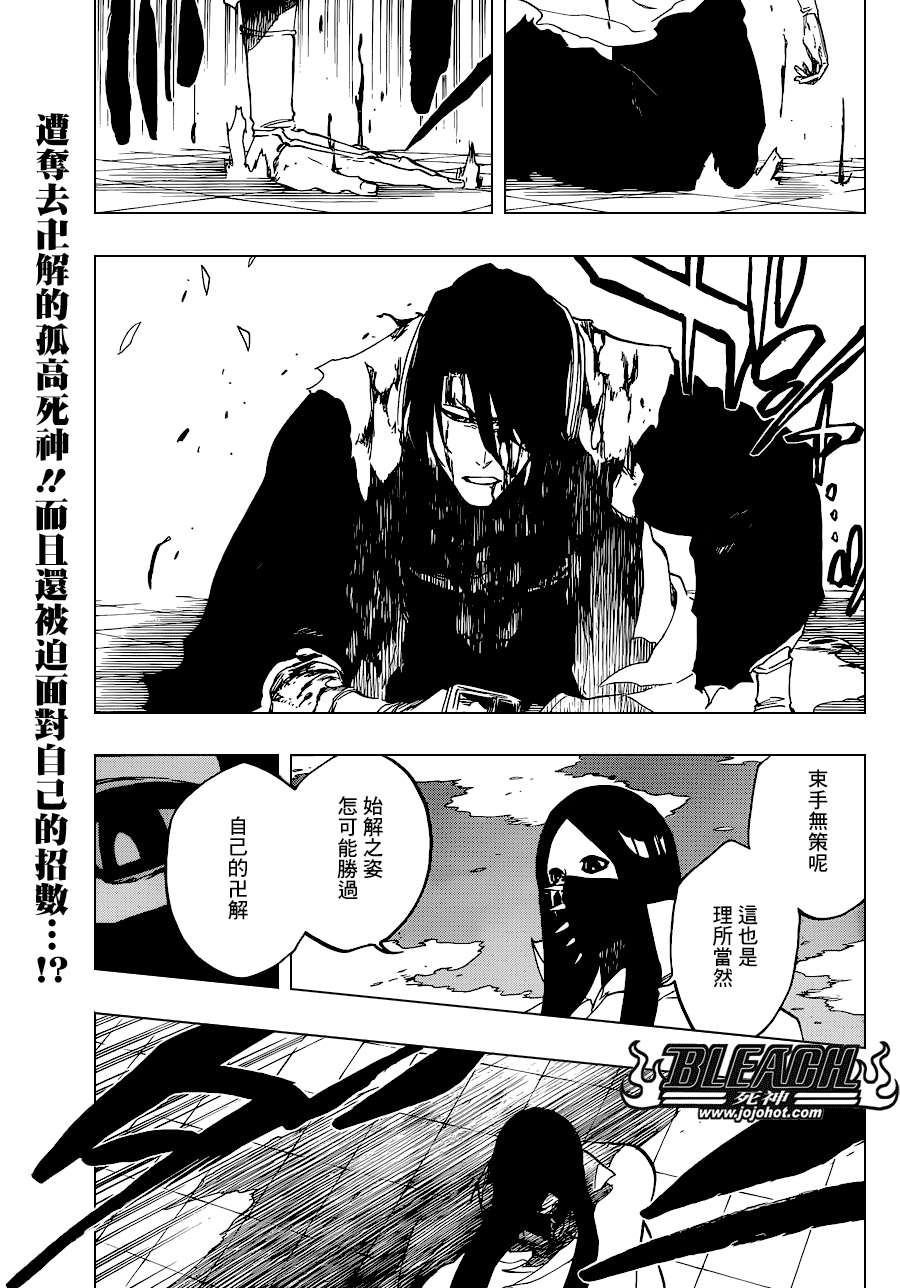 遭奪去卍解的孤高死神!!而且還被迫面對自己的招數…!?
束手無策呢
這也是
理所當然
始解之姿
怎可能勝過
自己的卍解
BLEACH
死神
www.jojohot.com